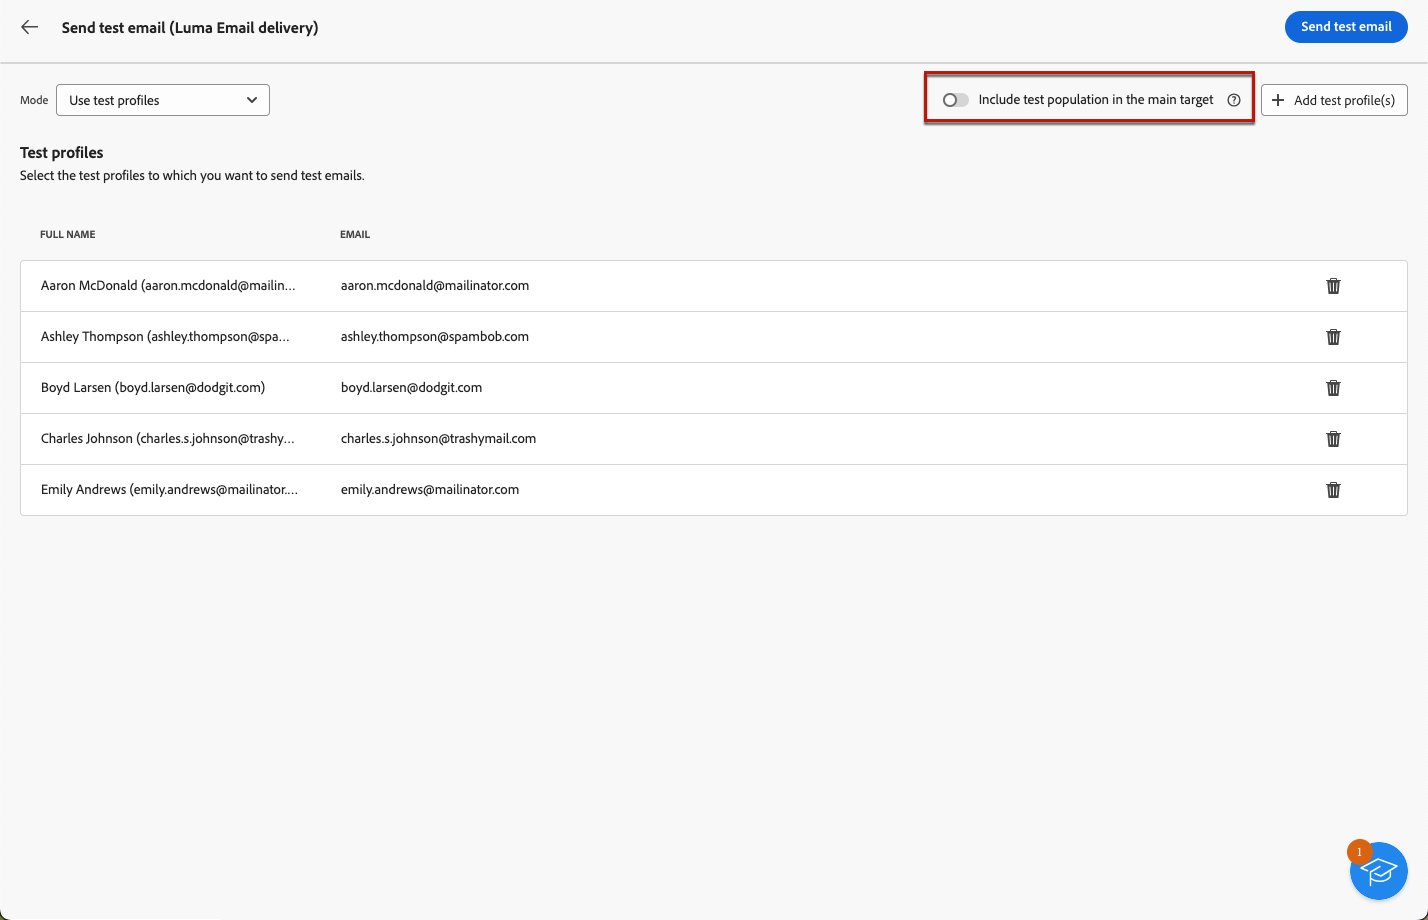 Send test email (Luma Email delivery)
Send test email
Mode
Use test profiles
Include test population in the main target
Add test profile(s)
Test profiles
Select the test profiles to which you want to send test emails.
FULL NAME EMAIL
Aaron McDonald (aaron.mcdonald@mailin... aaron.mcdonald@mailinator.com
Ashley Thompson (ashley.thompson@spa... ashley.thompson@spambob.com
Boyd Larsen (boyd.larsen@dodgit.com) boyd.larsen@dodgit.com
Charles Johnson (charles.s.johnson@trashy... charles.s.johnson@trashymail.com
Emily Andrews (emily.andrews@mailinator.... emily.andrews@mailinator.com
1